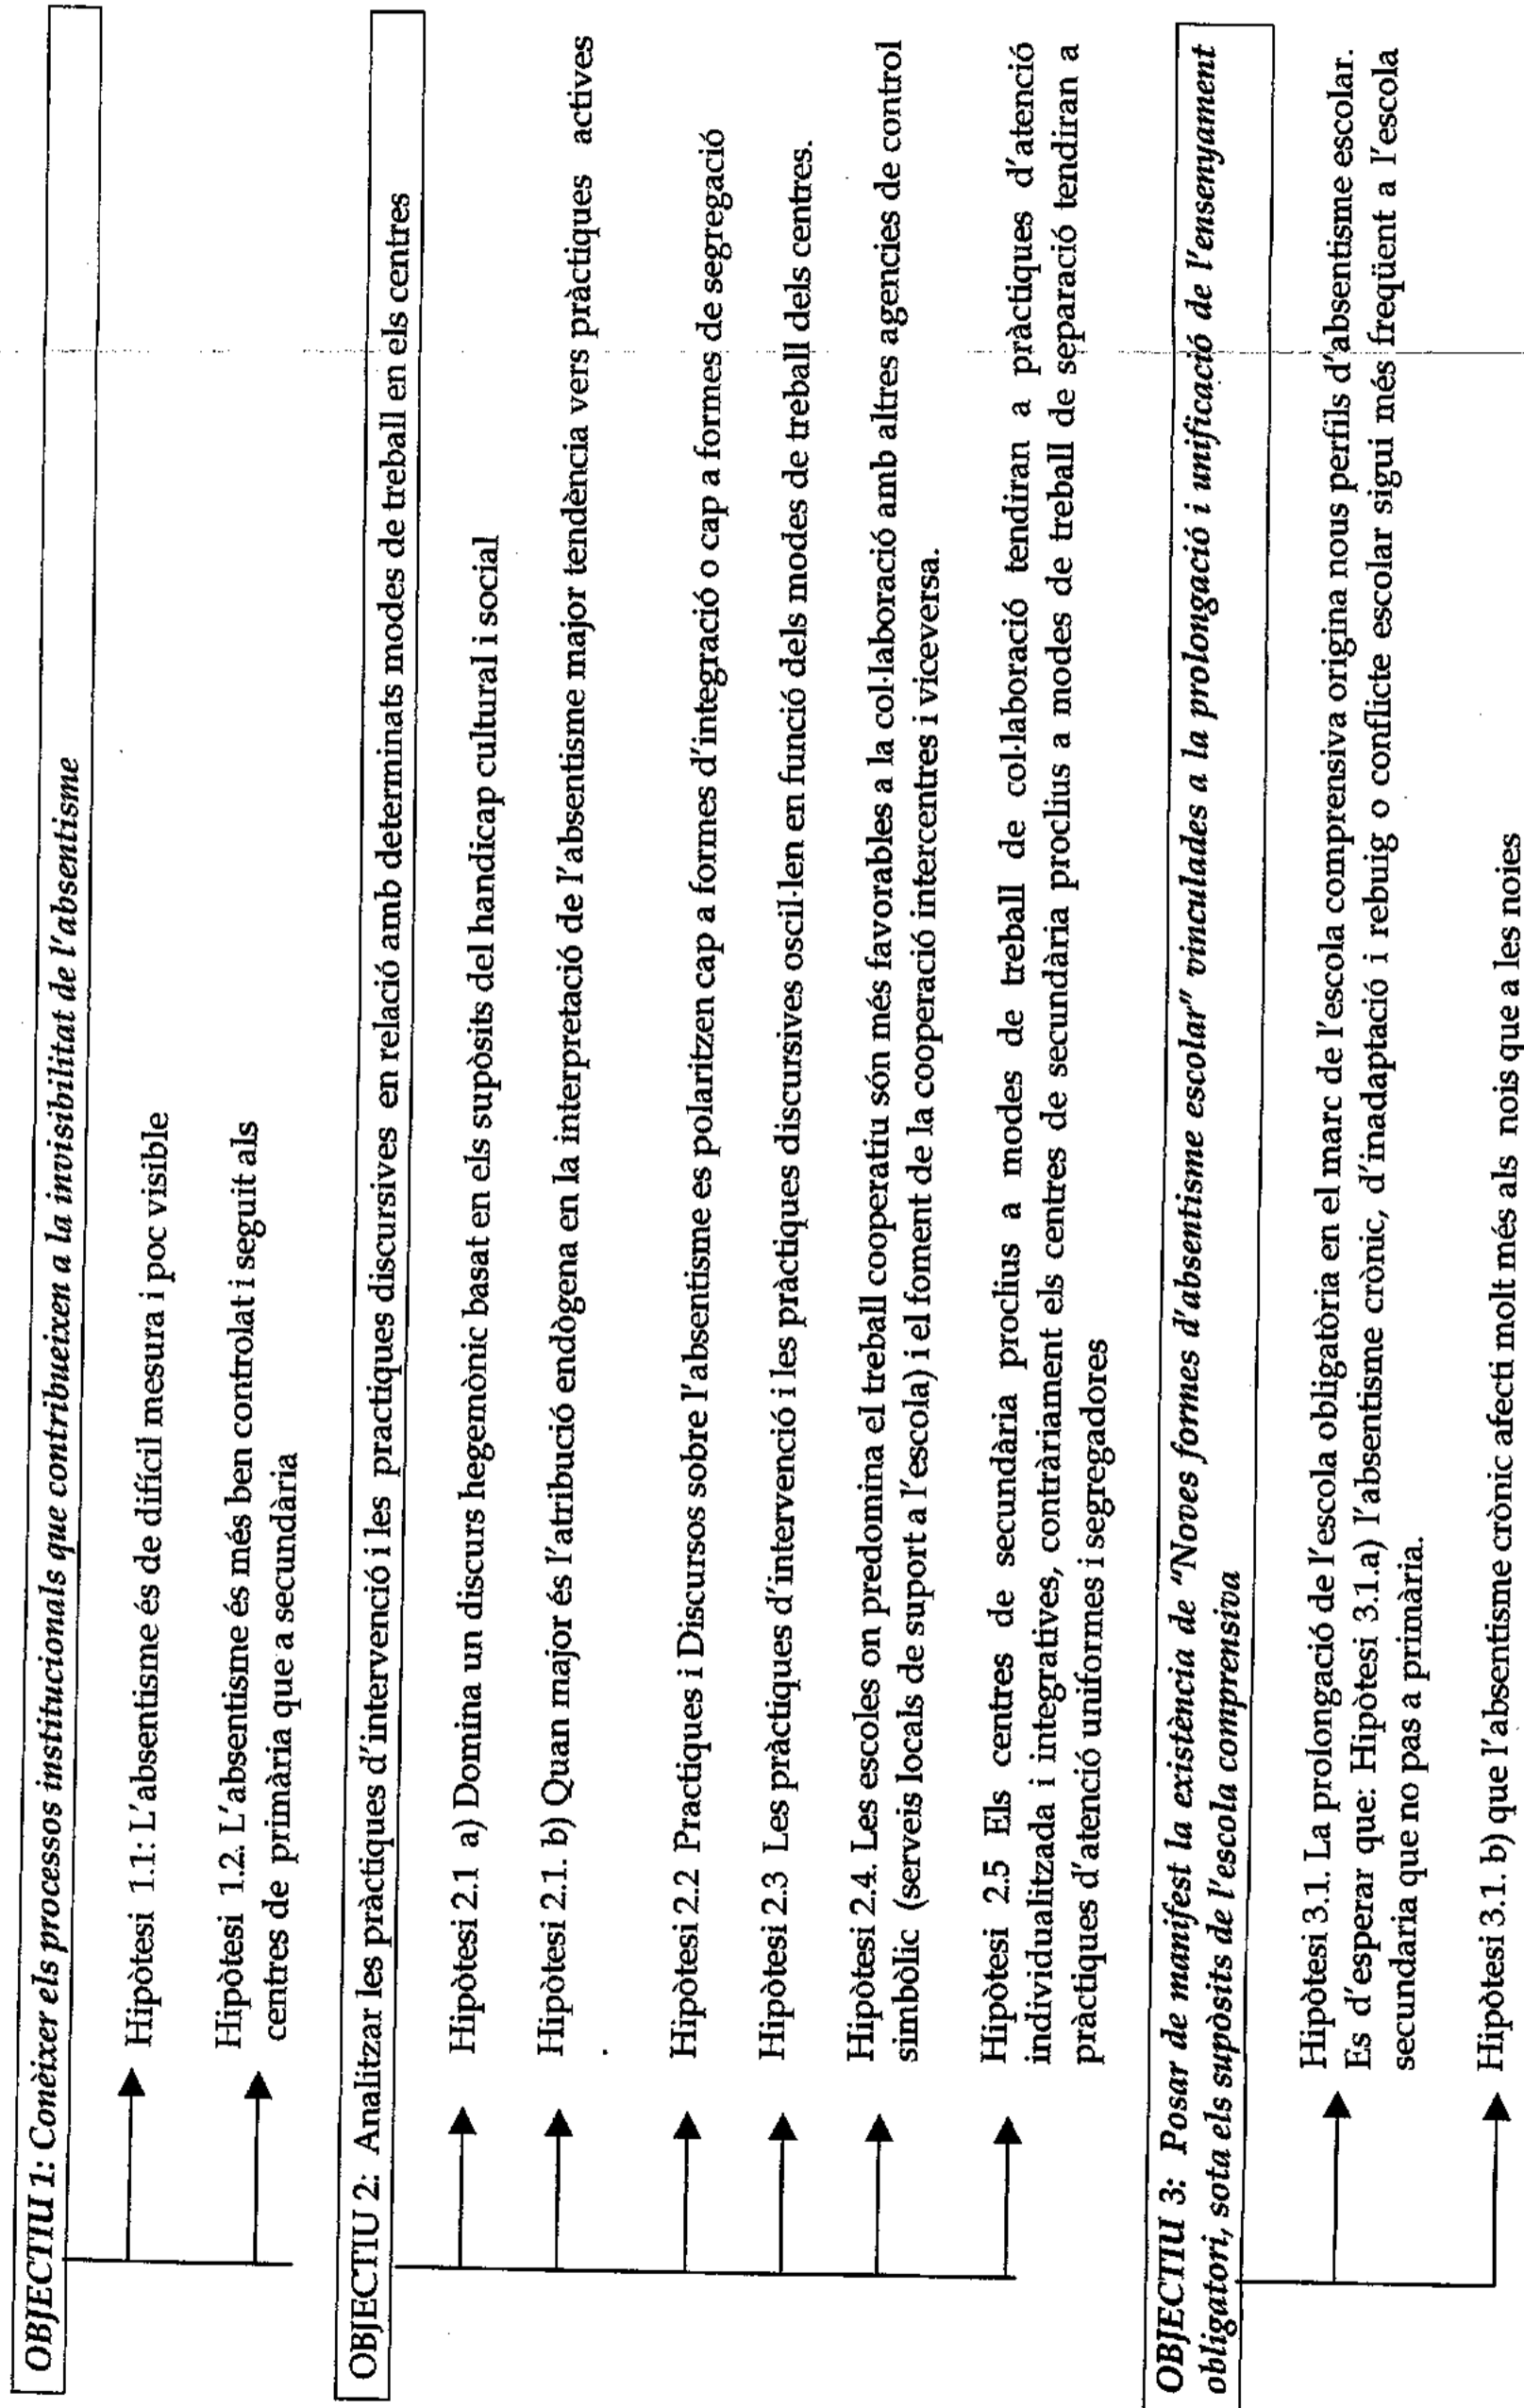 OBJECTIU 1: Conèixer els processos institucionals que contribueixen a la invisibilitat de l'absentisme
Hipòtesi 1.1: L'absentisme és de difícil mesura i poc visible
Hipòtesi 1.2. L'absentisme és més ben controlat i seguit als
centres de primària que a secundària
OBJECTIU 2: Analitzar les pràctiques d'intervenció i les practiques discursives en relació amb determinats modes de treball en els centres
Hipòtesi 2.1 a) Domina un discurs hegemònic basat en els supòsits del handicap cultural i social
Hipòtesi 2.1. b) Quan major és l'atribució endògena en la interpretació de l'absentisme major tendència vers pràctiques actives
Hipòtesi 2.2 Practiques i Discursos sobre l'absentisme es polaritzen cap a formes d'integració o cap a formes de segregació
Hipòtesi 2.3 Les pràctiques d'intervenció i les pràctiques discursives oscil·len en funció dels modes de treball dels centres.
Hipòtesi 2.4. Les escoles on predomina el treball cooperatiu són més favorables a la col·laboració amb altres agencies de control
simbòlic (serveis locals de suport a l'escola) i el foment de la cooperació intercentres i viceversa.
Hipòtesi 2.5 Els centres de secundària proclius a modes de treball de col·laboració tendiran a pràctiques d'atenció
individualitzada i integratives, contràriament els centres de secundària proclius a modes de treball de separació tendiran a
pràctiques d'atenció uniformes i segregadores
OBJECTIU 3: Posar de manifest la existència de "Noves formes d'absentisme escolar" vinculades a la prolongació i unificació de l'ensenyament
obligatori, sota els supòsits de l'escola comprensiva
Hipòtesi 3.1. La prolongació de l'escola obligatòria en el marc de l'escola comprensiva origina nous perfils d'absentisme escolar.
Es d'esperar que: Hipòtesi 3.1.a) l'absentisme crònic, d'inadaptació i rebuig o conflicte escolar sigui més freqüent a l'escola
secundaria que no pas a primària.
Hipòtesi 3.1. b) que l'absentisme crònic afecti molt més als nois que a les noies